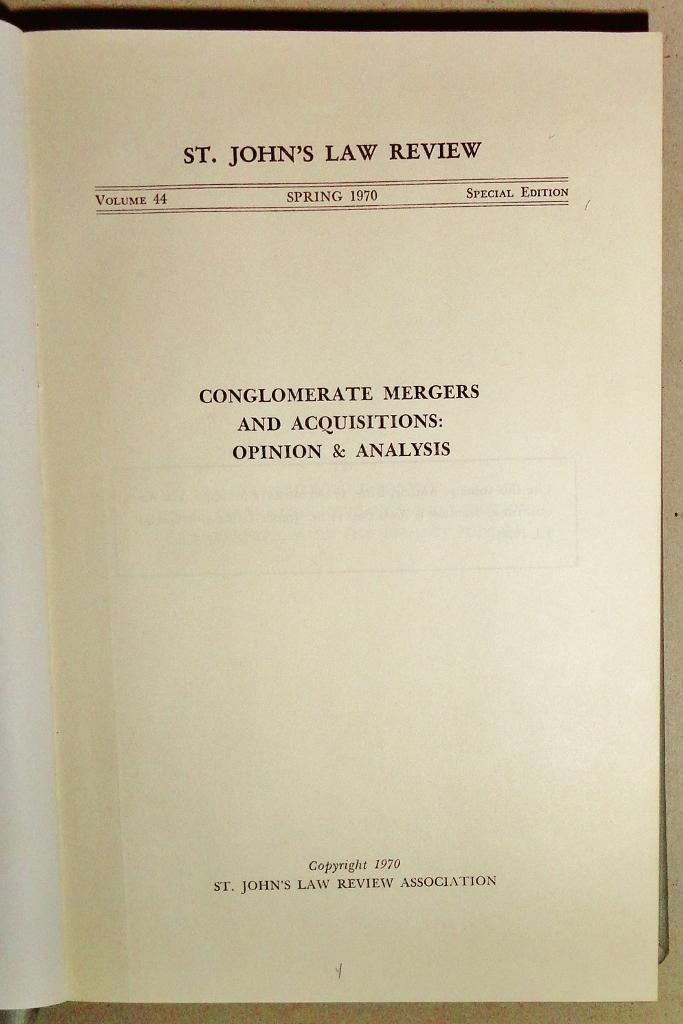 ST. JOHN'S LAW REVIEW
VOLUME 44 SPRING 1970 SPECIAL EDITION
CONGLOMERATE MERGERS
AND ACQUISITIONS:
OPINION & ANALYSIS
Copyright 1970
ST. JOHN'S LAW REVIEW ASSOCIATION